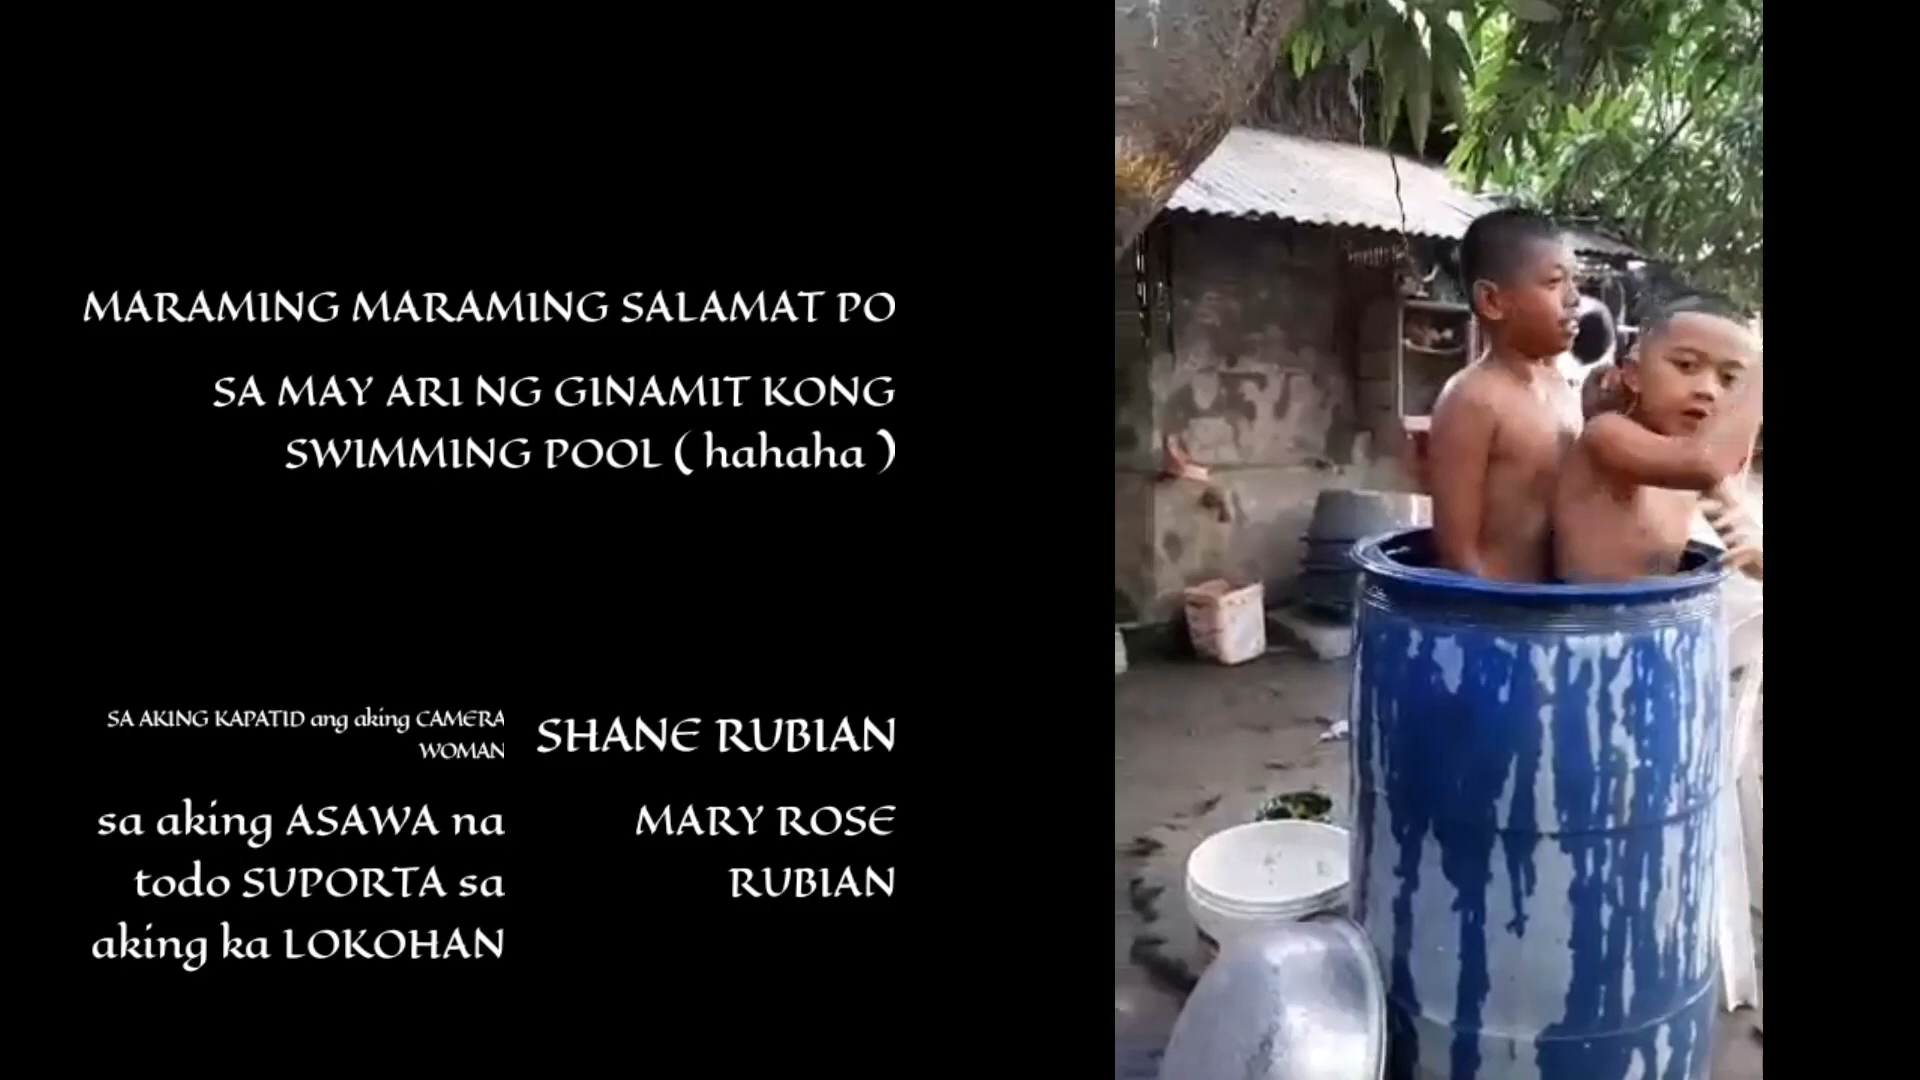 MARAMING MARAMING SALAMAT PO
SA MAY ARI NG GINAMIT KONG
SWIMMING POOL ( hahaha )
SA AKING KAPATID ang aking CAMERA
WOMAN
SHANE RUBIAN
sa aking ASAWA na
todo SUPORTA sa
aking ka LOKOHAN
MARY ROSE
RUBIAN